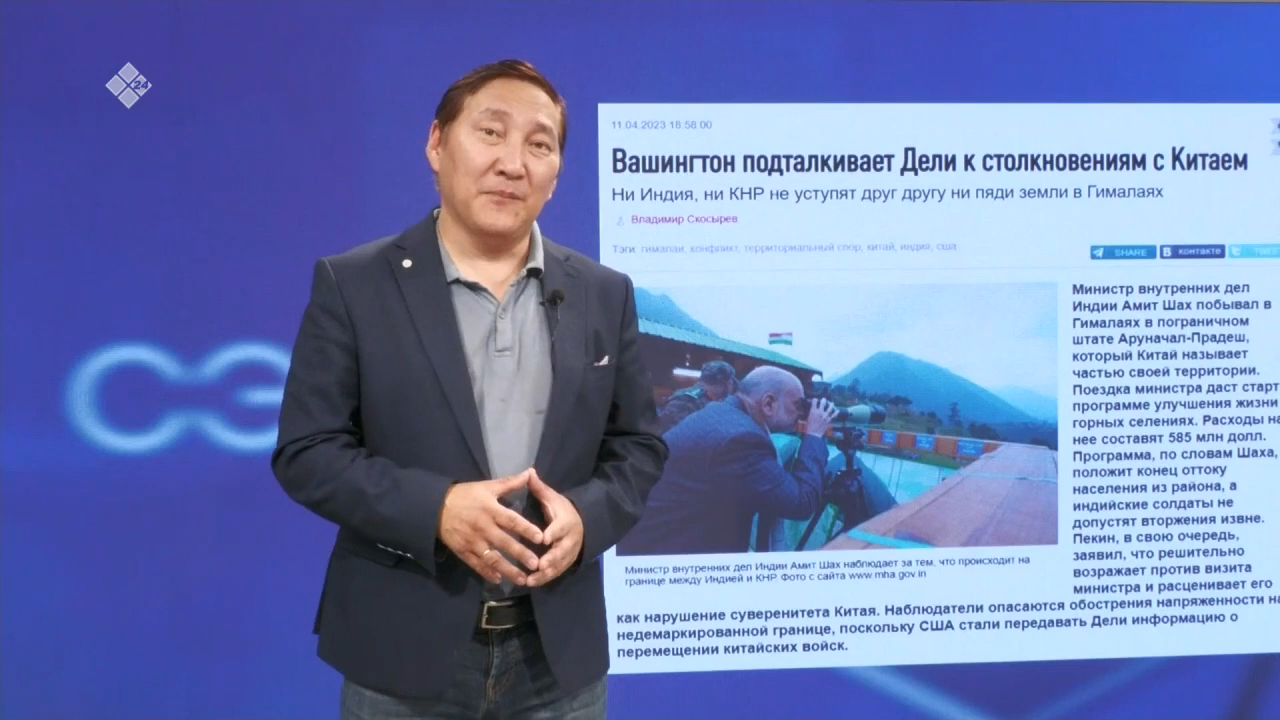 24
11.04.2023 18:58:00
Вашингтон подталкивает Дели к столкновениям с Китаем
Ни Индия, ни КНР не уступят друг другу ни пяди земли в Гималаях
Владимир Скосырев
Тэги: гималаи, конфликт, территориальный спор, китай, индия, сша
SHARE
В контакте
TWEET
Министр внутренних дел
Индии Амит Шах побывал в
Гималаях в пограничном
штате Аруначал-Прадеш,
который Китай называет
частью своей территории.
Поездка министра даст старт
программе улучшения жизни
горных селениях. Расходы на
нее составят 585 млн долл.
Программа, по словам Шаха,
положит конец оттоку
населения из района, а
индийские солдаты не
допустят вторжения извне.
Пекин, в свою очередь,
заявил, что решительно
возражает против визита
министра и расценивает его
как нарушение суверенитета Китая. Наблюдатели опасаются обострения напряженности на
недемаркированной границе, поскольку США стали передавать Дели информацию о
перемещении китайских войск.
Министр внутренних дел Индии Амит Шах наблюдает за тем, что происходит на
границе между Индией и КНР. Фото с сайта www.mha.gov.in